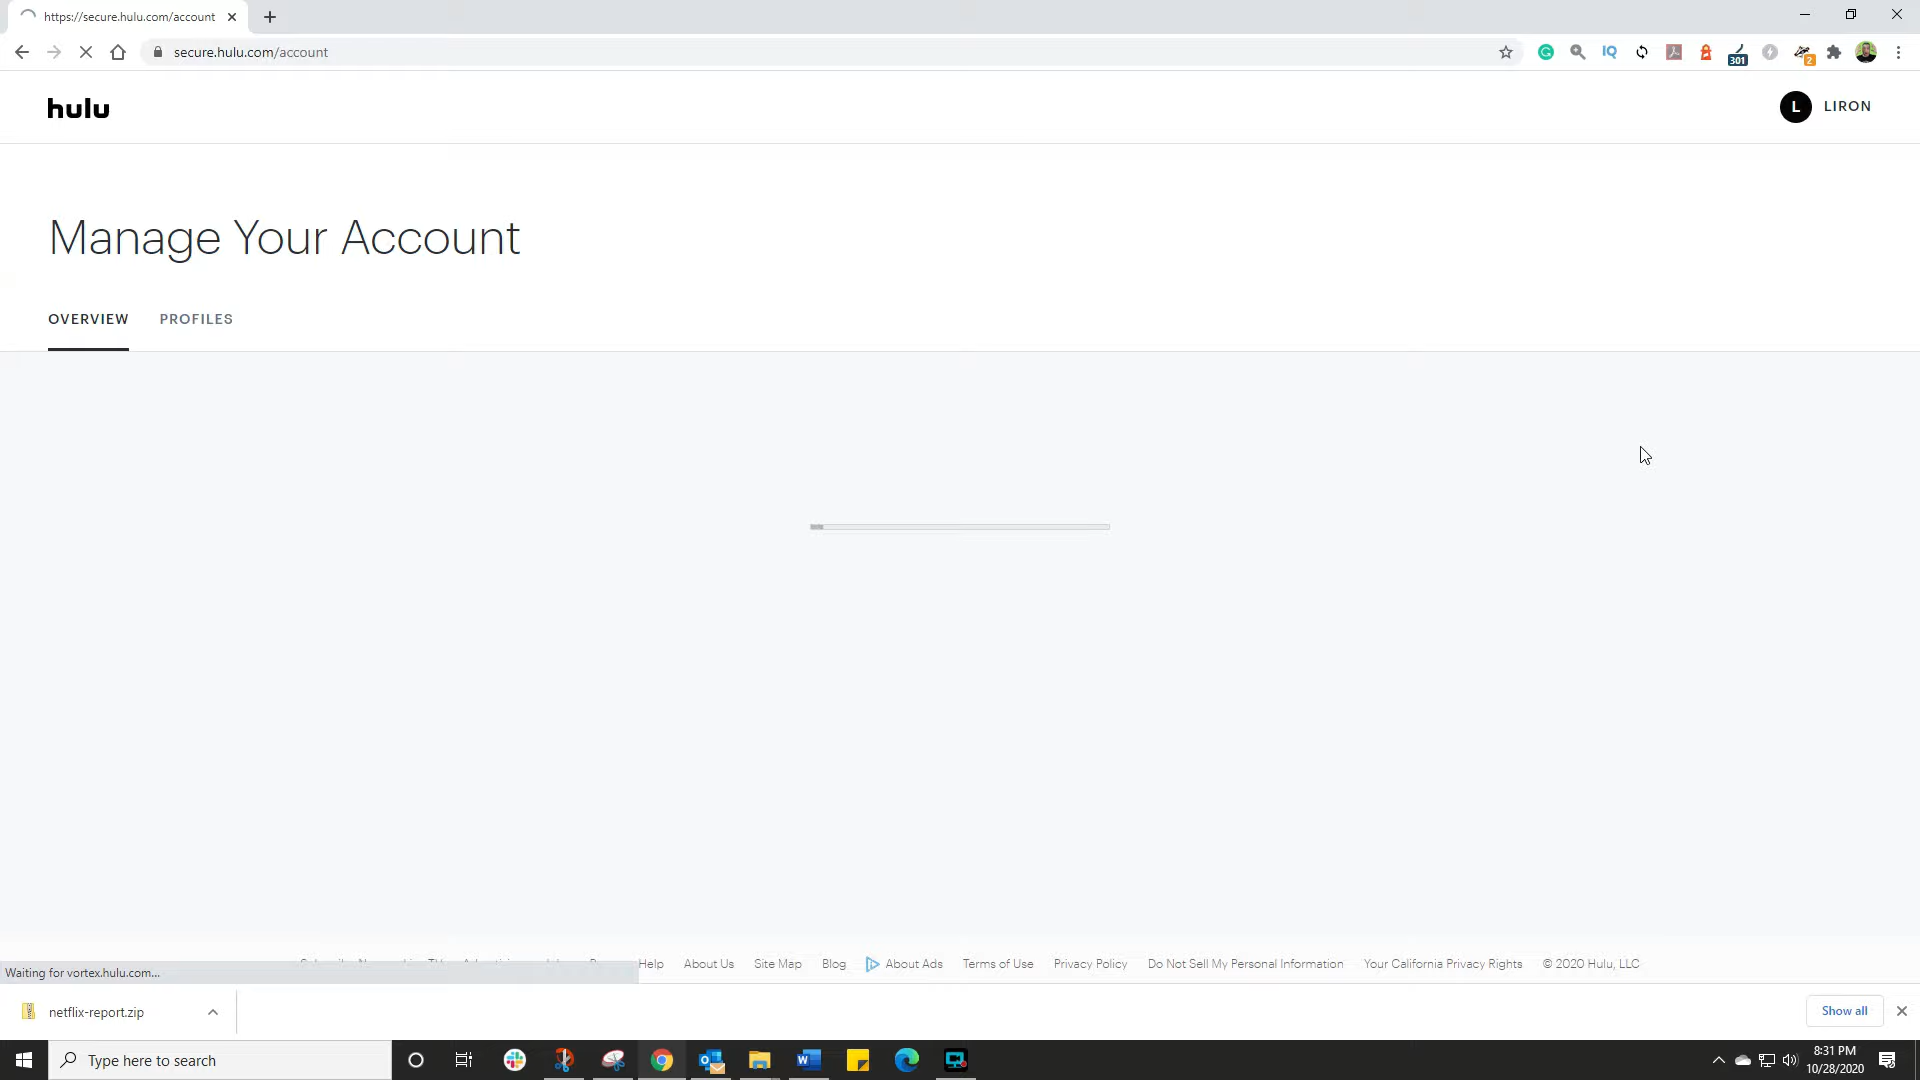 https://secure.hulu.com/account
secure.hulu.com/account
IQ
301
2
hulu
L LIRON
Manage Your Account
OVERVIEW PROFILES
Help About Us Site Map Blog About Ads Terms of Use Privacy Policy Do Not Sell My Personal Information Your California Privacy Rights © 2020 Hulu, LLC
Waiting for vortex.hulu.com...
netflix-report.zip
Show all
Type here to search
8:31 PM
10/28/2020